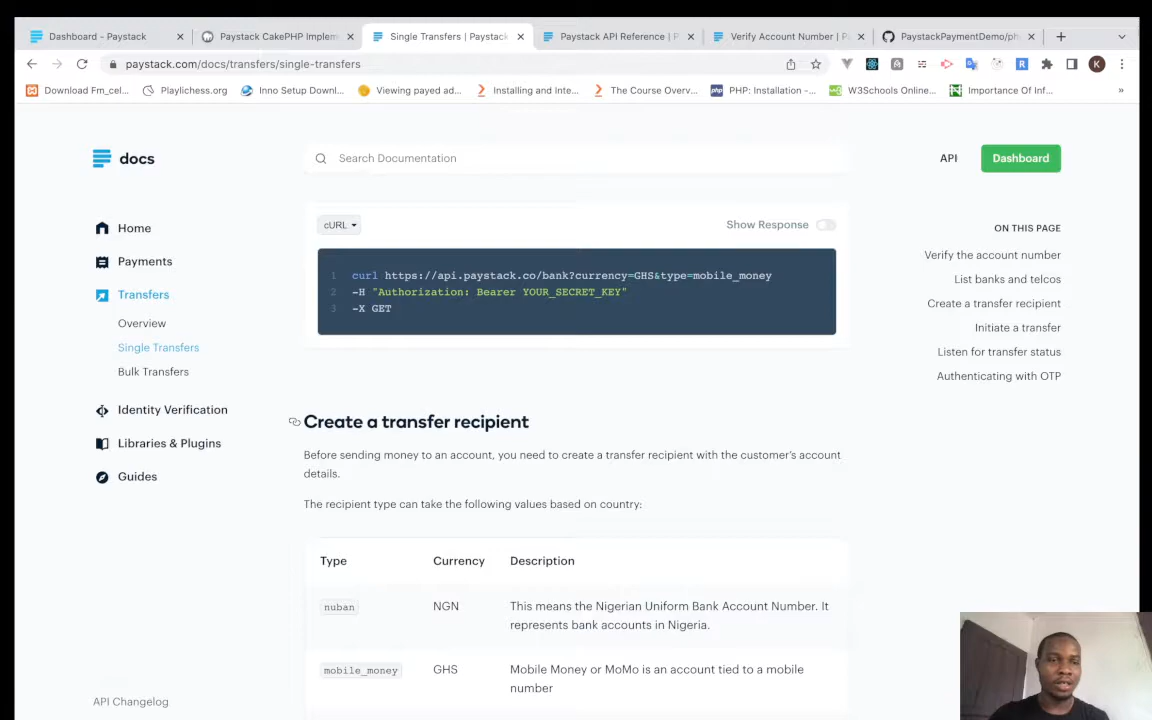 Dashboard – Paystack
Paystack CakePHP Implem
Single Transfers | Paystack
Paystack API Reference | P
Verify Account Number | Pa
PaystackPaymentDemo/ph
paystack.com/docs/transfers/single-transfers
K
Download Fm_cel...
Playlichess.org
Inno Setup Downl...
Viewing payed ad...
Installing and Inte...
The Course Overv...
php
PHP: Installation -...
W3Schools Online...
Importance Of Inf...
»
docs
Search Documentation
API
Dashboard
Home
Payments
Transfers
Overview
Single Transfers
Bulk Transfers
Identity Verification
Libraries & Plugins
Guides
API Changelog
cURL
Show Response
1 curl https://api.paystack.co/bank?currency=GHS&type=mobile_money
2 -H "Authorization: Bearer YOUR_SECRET_KEY"
3 -X GET
Create a transfer recipient
Before sending money to an account, you need to create a transfer recipient with the customer's account
details.
The recipient type can take the following values based on country:
Type Currency Description
nuban NGN This means the Nigerian Uniform Bank Account Number. It
represents bank accounts in Nigeria.
mobile_money GHS Mobile Money or MoMo is an account tied to a mobile
number
ON THIS PAGE
Verify the account number
List banks and telcos
Create a transfer recipient
Initiate a transfer
Listen for transfer status
Authenticating with OTP